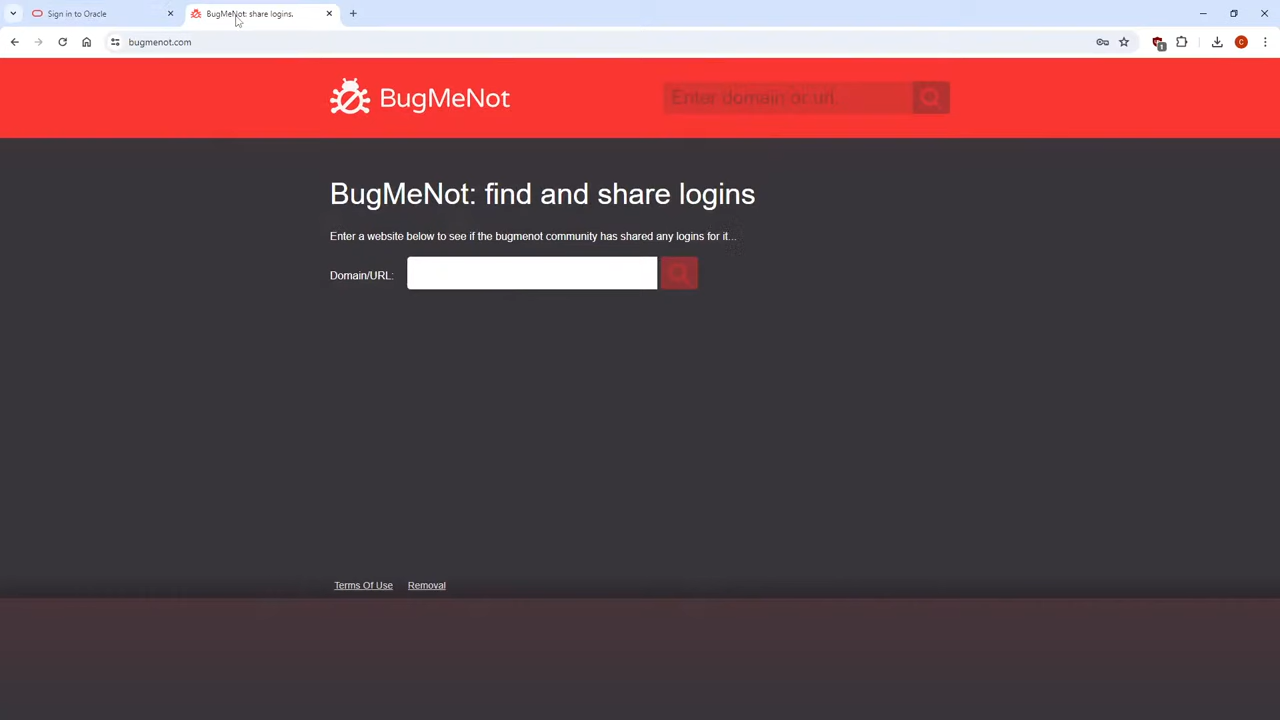 Sign in to Oracle
BugMeNot: share logins.
bugmenot.com
1
C
BugMeNot
Enter domain or url.
BugMeNot: find and share logins
Enter a website below to see if the bugmenot community has shared any logins for it...
Domain/URL:
Terms Of Use
Removal